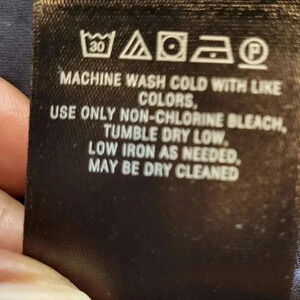 30 P
MACHINE WASH COLD WITH LIKE
COLORS,
USE ONLY NON-CHLORINE BLEACH,
TUMBLE DRY LOW,
LOW IRON AS NEEDED,
MAY BE DRY CLEANED